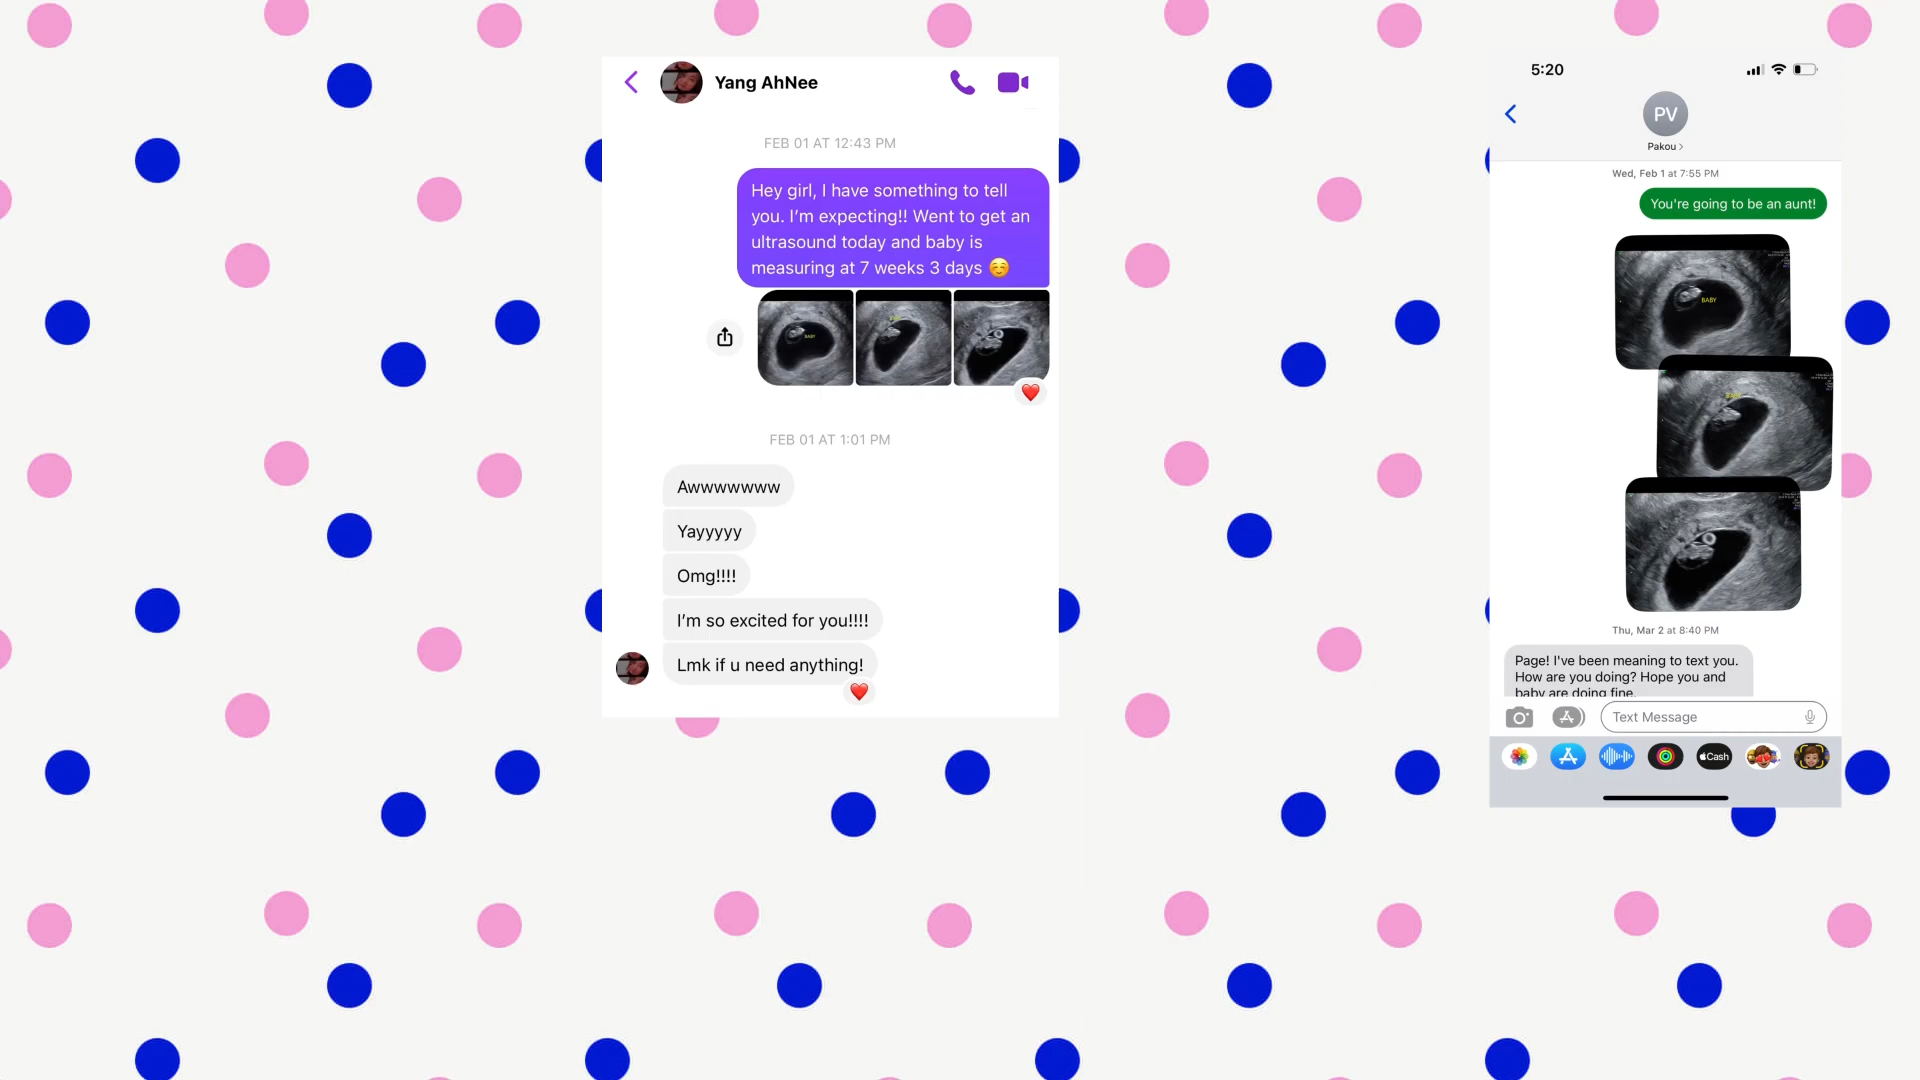 Yang AhNee
FEB 01 AT 12:43 PM
Hey girl, I have something to tell
you. I’m expecting!! Went to get an
ultrasound today and baby is
measuring at 7 weeks 3 days ☺️
BABY
FEB 01 AT 1:01 PM
Awwwwwww
Yayyyyy
Omg!!!!
I’m so excited for you!!!!
Lmk if u need anything!
5:20
PV
Pakou
Wed, Feb 1 at 7:55 PM
You're going to be an aunt!
BABY
BABY
Thu, Mar 2 at 8:40 PM
Page! I've been meaning to text you.
How are you doing? Hope you and
baby are doing fine.
Text Message
Cash